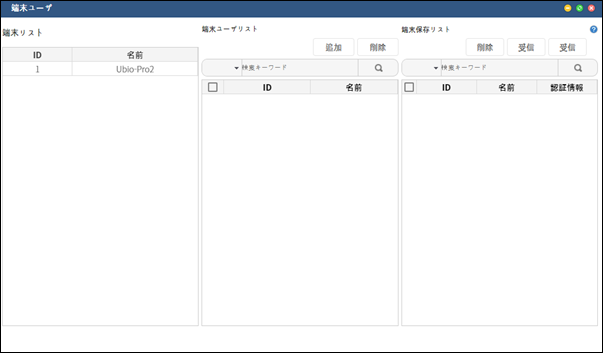 端末ユーザ
端末リスト
ID 名前
1 Ubio-Pro2
端末ユーザリスト
追加 削除
検索キーワード
ID 名前
端末保存リスト
?
削除 受信 受信
検索キーワード
ID 名前 認証情報